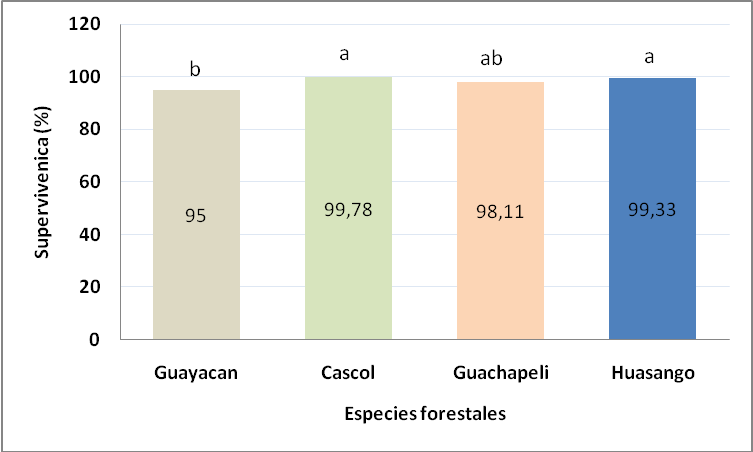 120
100
80
60
40
20
0
Supervivenica (%)
b
a
ab
a
95
99,78
98,11
99,33
Guayacan
Cascol
Guachapeli
Huasango
Especies forestales